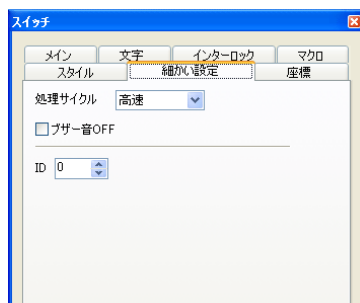 スイッチ
メイン 文字 インターロック マクロ
スタイル 細かい設定 座標
処理サイクル 高速
ブザー音OFF
ID 0